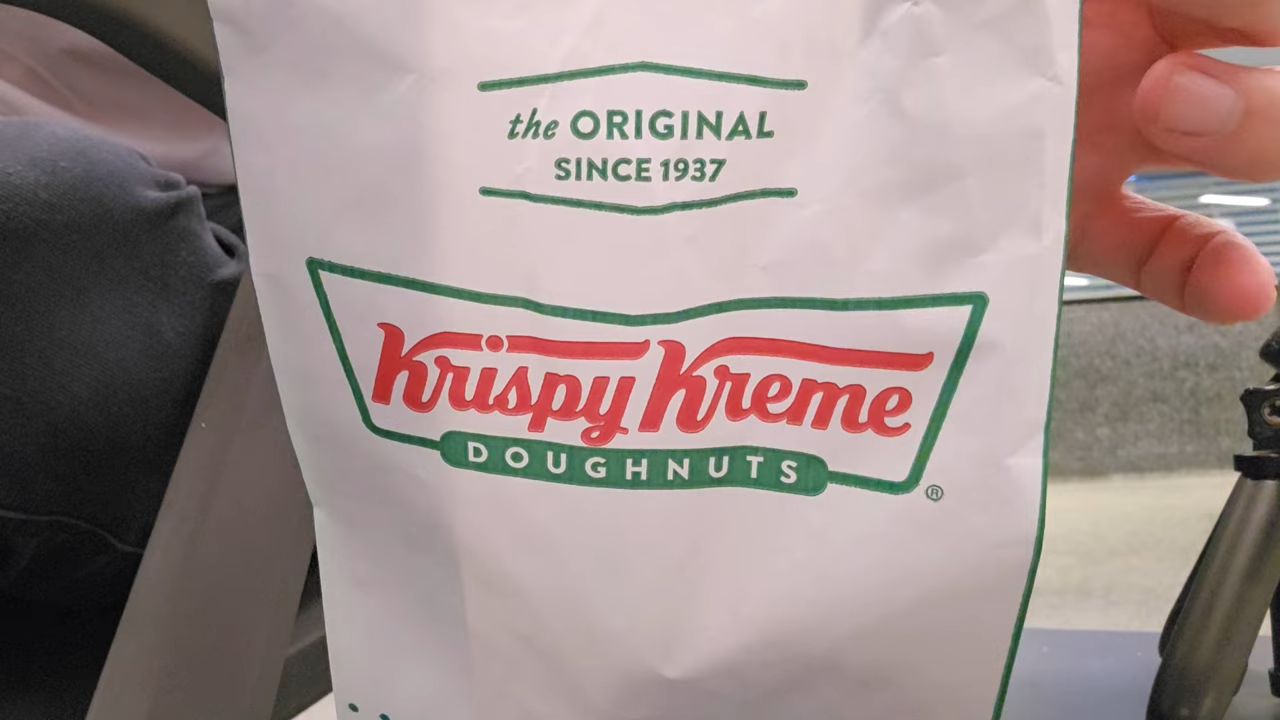 the ORIGINAL
SINCE 1937
Krispy Kreme
DOUGHNUTS
®